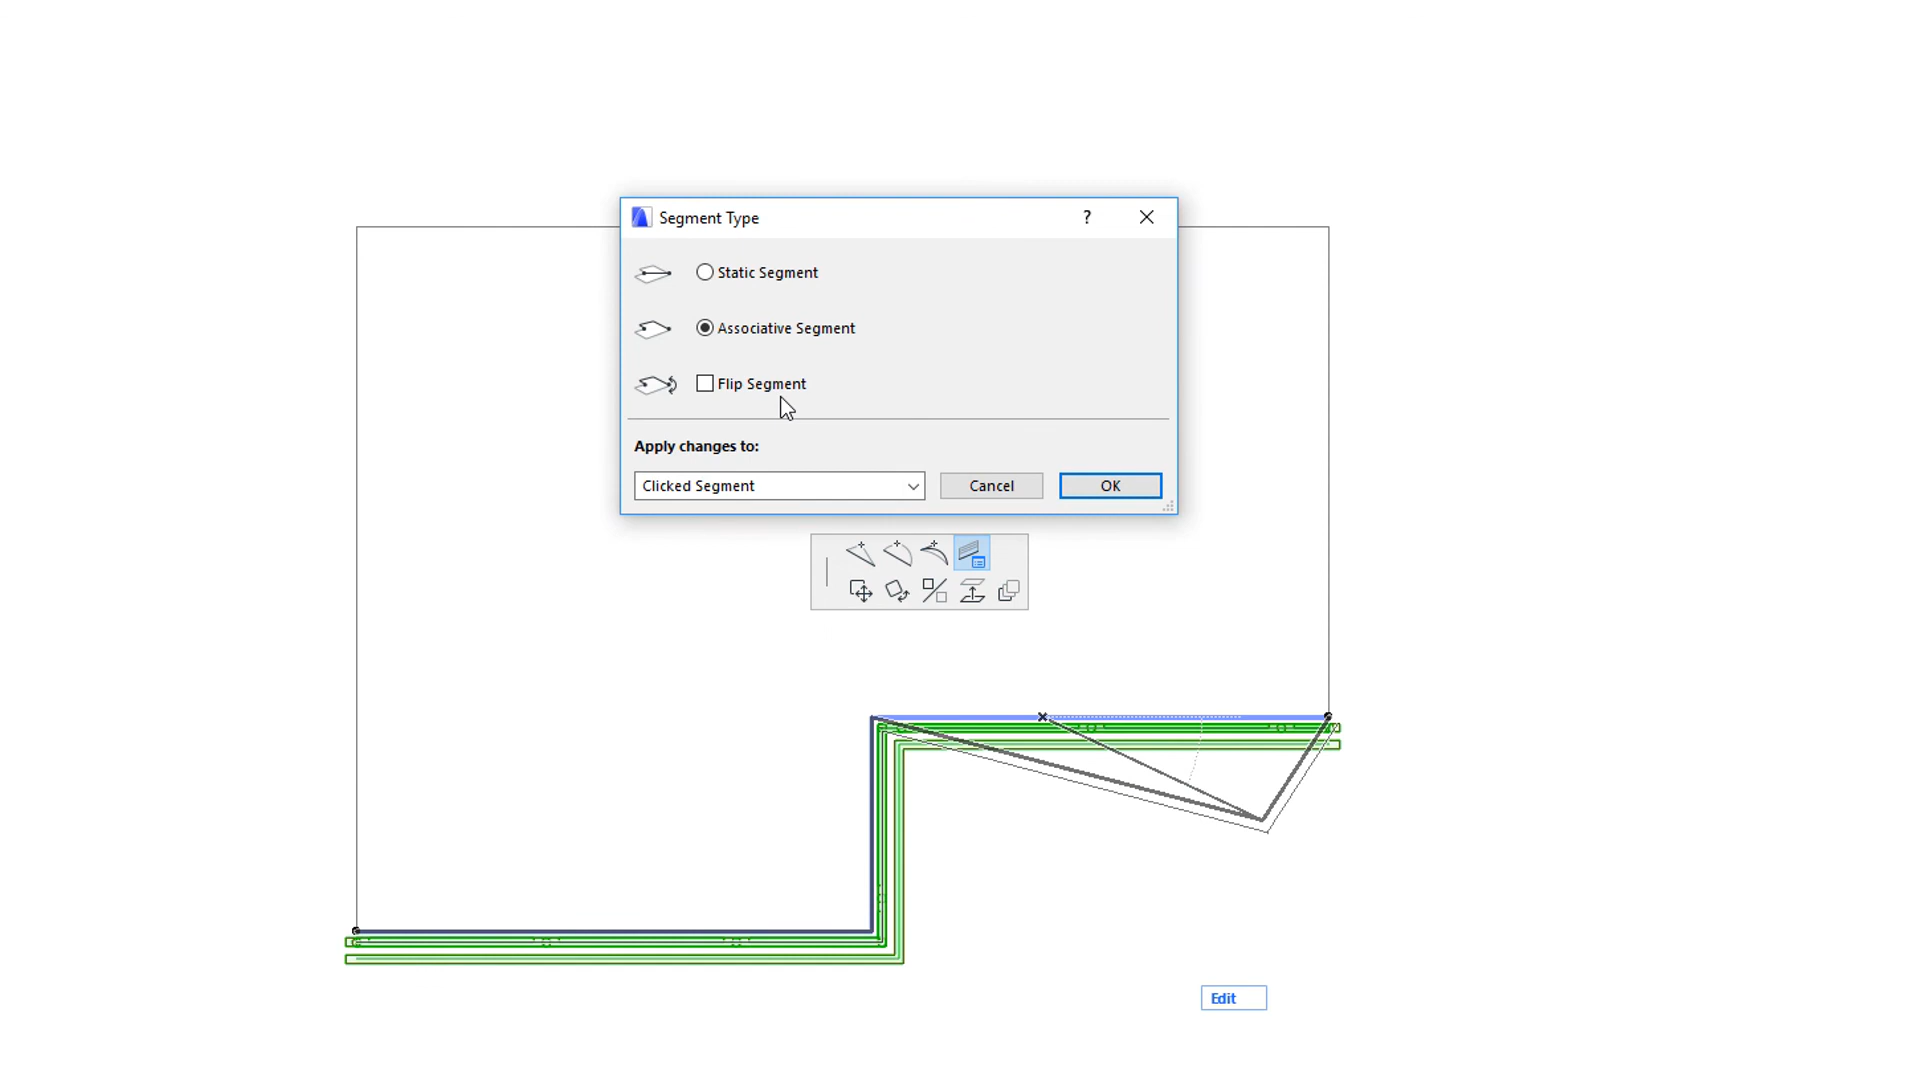 Segment Type
?
Static Segment
Associative Segment
Flip Segment
Apply changes to:
Clicked Segment
Cancel
OK
Edit